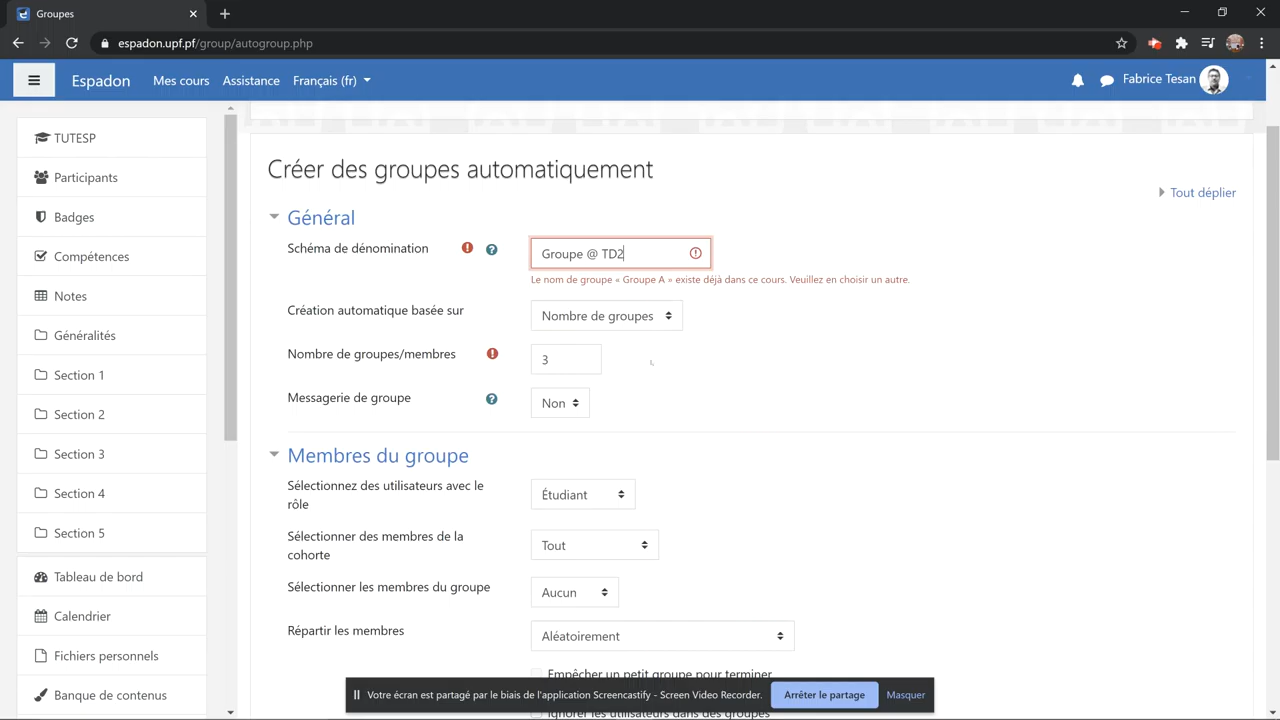 Groupes
espadon.upf.pf/group/autogroup.php
Espadon
Mes cours
Assistance
Français (fr)
Fabrice Tesan
TUTESP
Participants
Badges
Compétences
Notes
Généralités
Section 1
Section 2
Section 3
Section 4
Section 5
Tableau de bord
Calendrier
Fichiers personnels
Banque de contenus
Créer des groupes automatiquement
Tout déplier
Général
Schéma de dénomination
Groupe @ TD2
Le nom de groupe « Groupe A » existe déjà dans ce cours. Veuillez en choisir un autre.
Création automatique basée sur
Nombre de groupes
Nombre de groupes/membres
3
Messagerie de groupe
Non
Membres du groupe
Sélectionnez des utilisateurs avec le
rôle
Étudiant
Sélectionner des membres de la
cohorte
Tout
Sélectionner les membres du groupe
Aucun
Répartir les membres
Aléatoirement
Empêcher un petit groupe pour terminer
Ignorer les utilisateurs dans des groupes
Votre écran est partagé par le biais de l'application Screencastify - Screen Video Recorder.
Arrêter le partage
Masquer